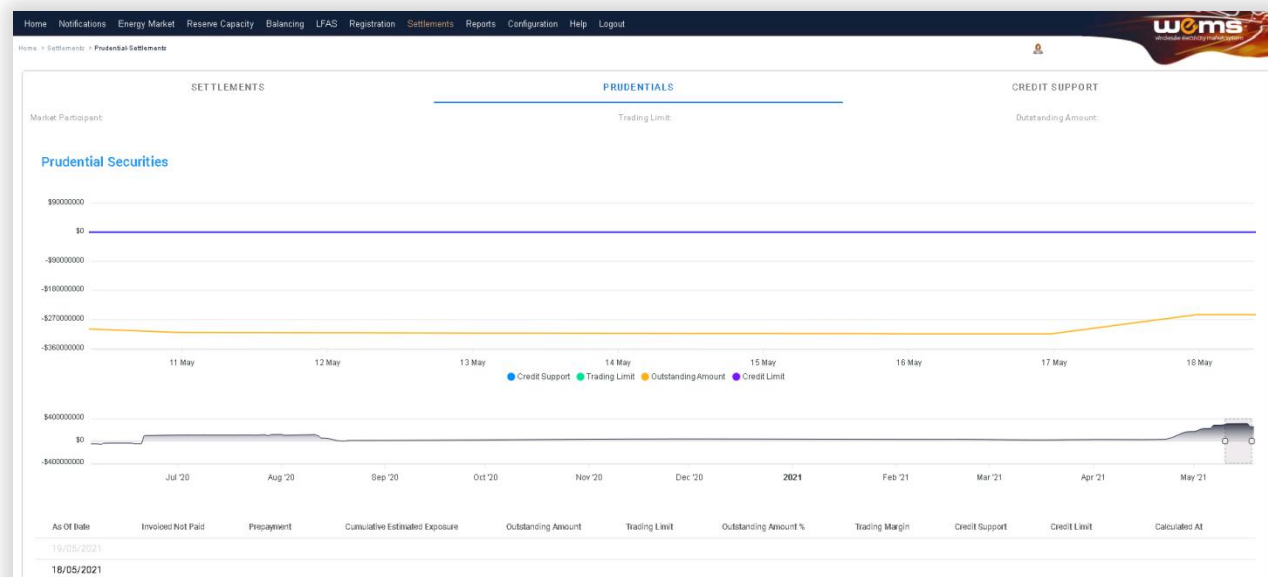 Home Notifications Energy Market Reserve Capacity Balancing LFAS Registration Settlements Reports Configuration Help Logout
wems
wholesale electricity market system
Home > Settlements > Prudential-Settlements
SETTLEMENTS PRUDENTIALS CREDIT SUPPORT
Market Participant: Trading Limit: Outstanding Amount:
Prudential Securities
$90000000
$0
-$90000000
-$180000000
-$270000000
-$360000000
11 May 12 May 13 May 14 May 15 May 16 May 17 May 18 May
Credit Support Trading Limit Outstanding Amount Credit Limit
$400000000
$0
-$400000000
Jul '20 Aug '20 Sep '20 Oct '20 Nov '20 Dec '20 2021 Feb '21 Mar '21 Apr '21 May '21
As Of Date Invoiced Not Paid Prepayment Cumulative Estimated Exposure Outstanding Amount Trading Limit Outstanding Amount % Trading Margin Credit Support Credit Limit Calculated At
19/05/2021
18/05/2021